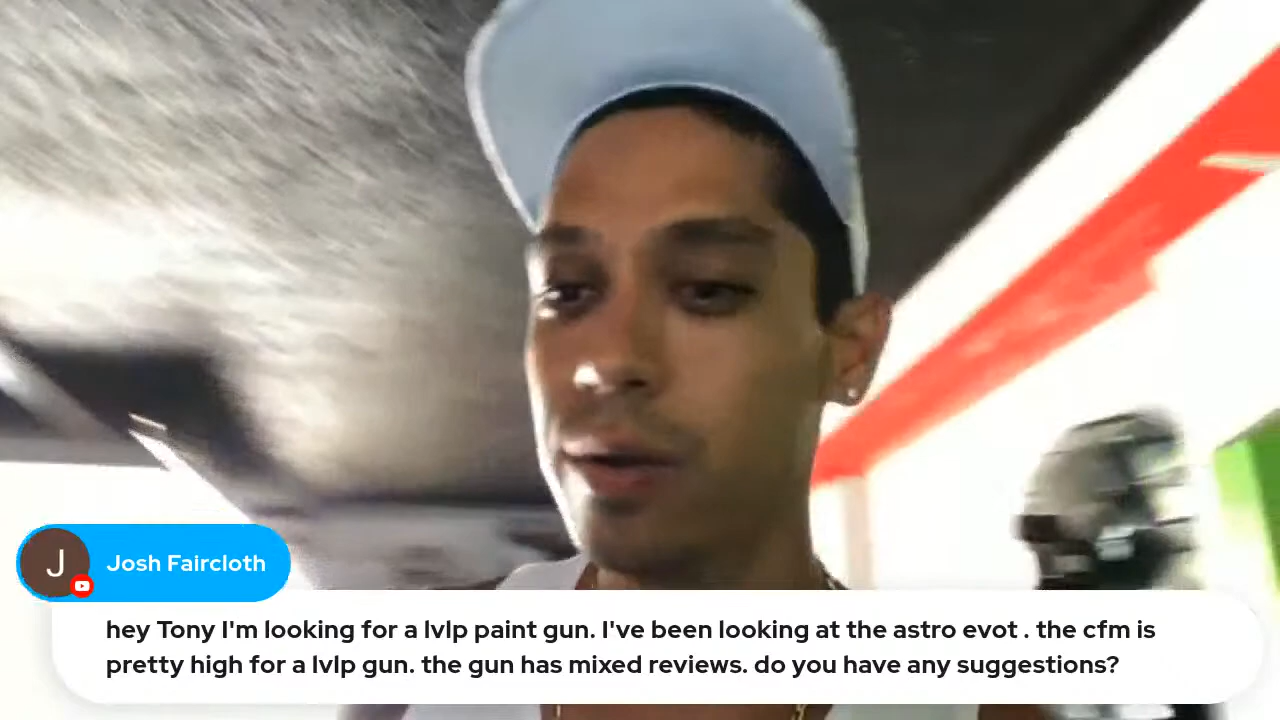 J
Josh Faircloth
hey Tony I'm looking for a lvlp paint gun. I've been looking at the astro evot . the cfm is
pretty high for a lvlp gun. the gun has mixed reviews. do you have any suggestions?